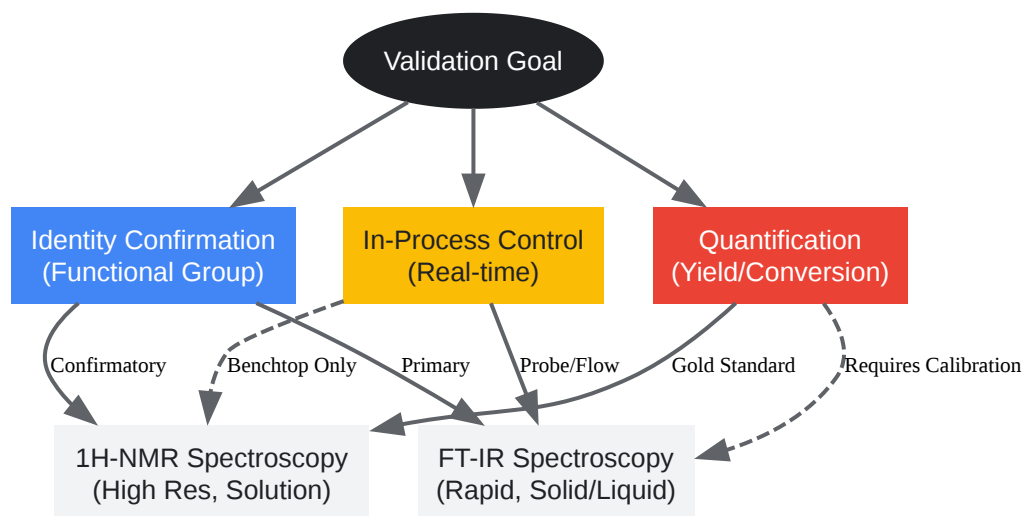 Validation Goal
Identity Confirmation
(Functional Group)
In-Process Control
(Real-time)
Quantification
(Yield/Conversion)
Confirmatory
Benchtop Only
Primary
Probe/Flow
Gold Standard
Requires Calibration
1H-NMR Spectroscopy
(High Res, Solution)
FT-IR Spectroscopy
(Rapid, Solid/Liquid)